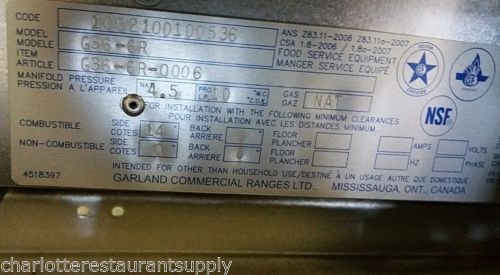 CODE 1002100100536
MODEL
MODELE G36-6R
ITEM
ARTICLE G36-6R-0006
ANS Z83.11-2006 Z83.11a-2007
CSA 1.8-2006 / 1.8a-2007
FOOD SERVICE EQUIPMENT
MANGER SERVICE EQUIPÉ
MANIFOLD PRESSURE
PRESSION A L'APPAREIL NAT 4.5 PRO. L.P. 10 "W.C. "C.D.E. GAS GAZ NAT
FOR INSTALLATION WITH THE FOLLOWING MINIMUM CLEARANCES
POUR INSTALLATION AVEC LES DISTANCES MINIMUM.
COMBUSTIBLE SIDE COTES 14 BACK ARRIERE FLOOR PLANCHER AMPS VOLTS
NON-COMBUSTIBLE SIDE COTES 0 BACK ARRIERE FLOOR PLANCHER HZ PHASE
INTENDED FOR OTHER THAN HOUSEHOLD USE/DESTINÉ POUR AUTRE USAGE QUE DOMESTIQUE
4518397
GARLAND COMMERCIAL RANGES LTD., MISSISSAUGA, ONT., CANADA
DESIGN
NSF
charlotterestaurantsupply